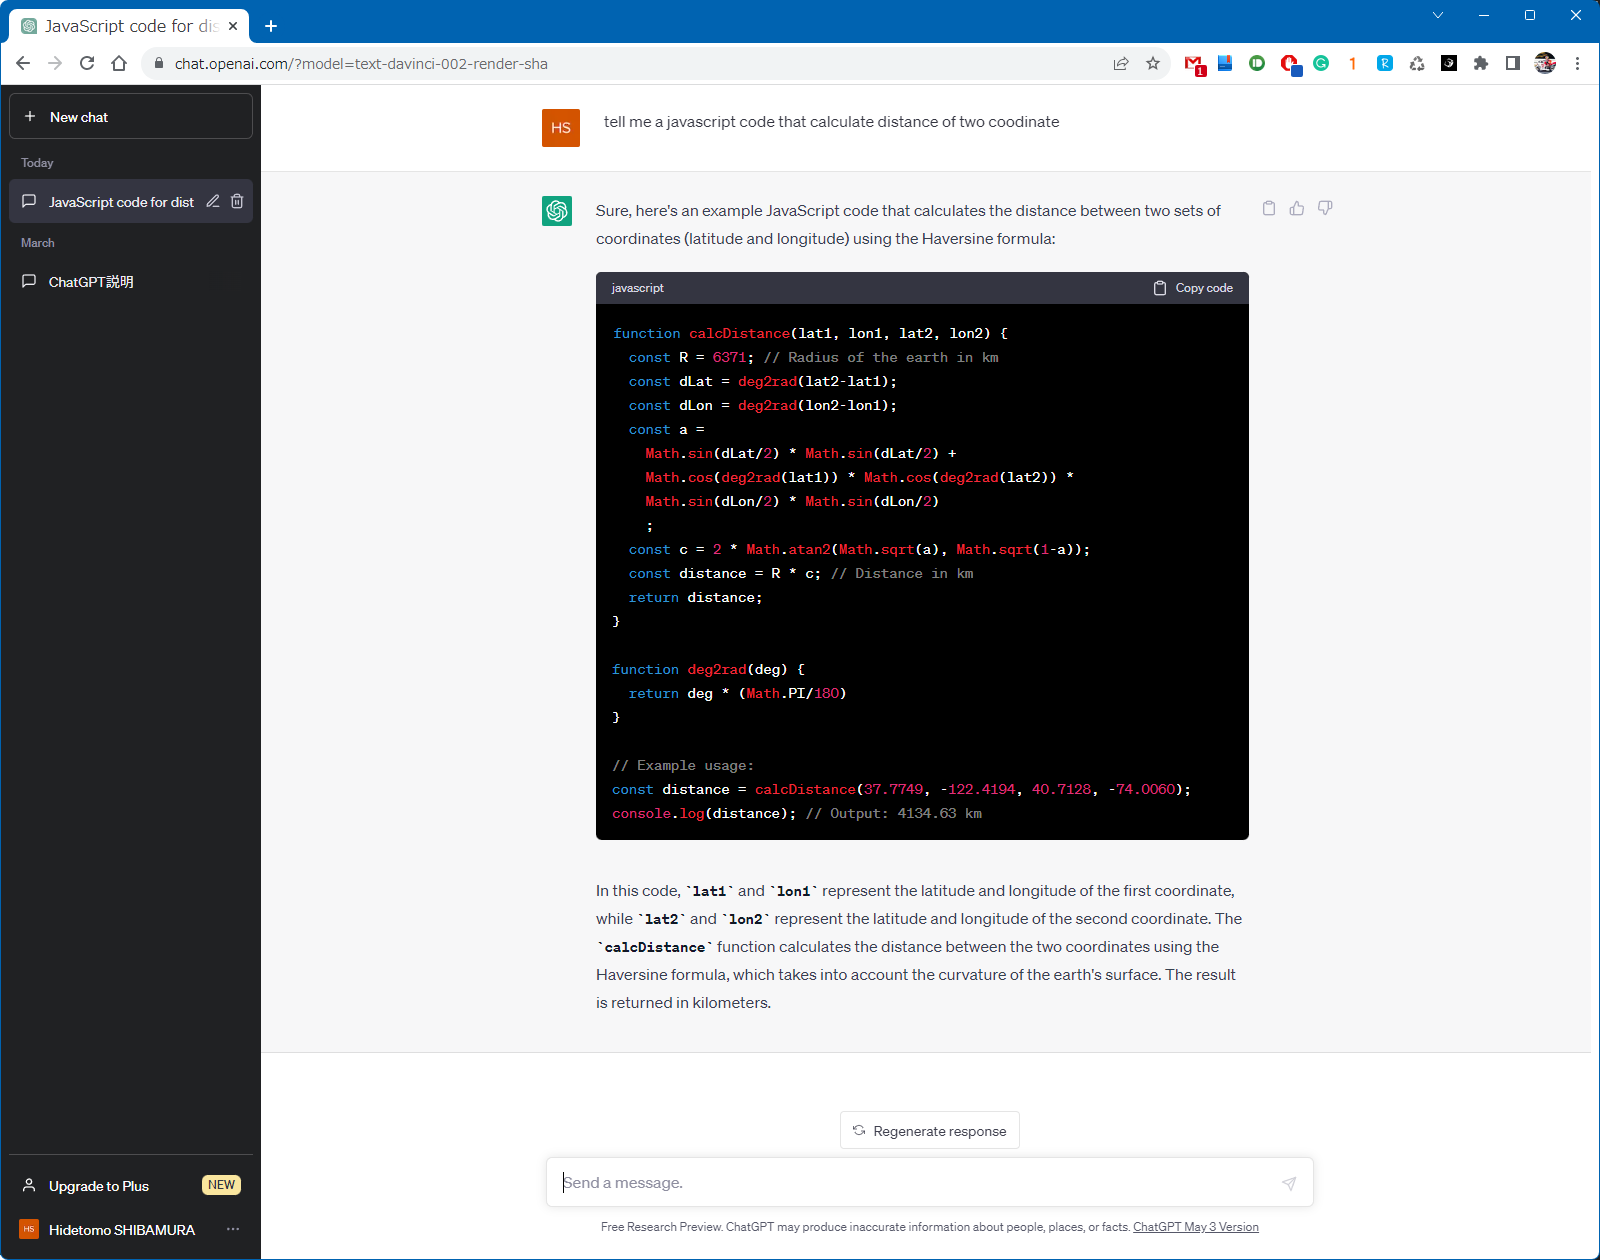 JavaScript code for dis
chat.openai.com/?model=text-davinci-002-render-sha
1
1
R
New chat
Today
JavaScript code for dist
March
ChatGPT説明
Upgrade to Plus
NEW
HS
Hidetomo SHIBAMURA
HS
tell me a javascript code that calculate distance of two coodinate
Sure, here's an example JavaScript code that calculates the distance between two sets of
coordinates (latitude and longitude) using the Haversine formula:
javascript
Copy code
function calcDistance(lat1, lon1, lat2, lon2) {
  const R = 6371; // Radius of the earth in km
  const dLat = deg2rad(lat2-lat1);
  const dLon = deg2rad(lon2-lon1);
  const a =
    Math.sin(dLat/2) * Math.sin(dLat/2) +
    Math.cos(deg2rad(lat1)) * Math.cos(deg2rad(lat2)) *
    Math.sin(dLon/2) * Math.sin(dLon/2)
    ;
  const c = 2 * Math.atan2(Math.sqrt(a), Math.sqrt(1-a));
  const distance = R * c; // Distance in km
  return distance;
}
function deg2rad(deg) {
  return deg * (Math.PI/180)
}
// Example usage:
const distance = calcDistance(37.7749, -122.4194, 40.7128, -74.0060);
console.log(distance); // Output: 4134.63 km
In this code, `lat1` and `lon1` represent the latitude and longitude of the first coordinate,
while `lat2` and `lon2` represent the latitude and longitude of the second coordinate. The
`calcDistance` function calculates the distance between the two coordinates using the
Haversine formula, which takes into account the curvature of the earth's surface. The result
is returned in kilometers.
Regenerate response
Send a message.
Free Research Preview. ChatGPT may produce inaccurate information about people, places, or facts. ChatGPT May 3 Version